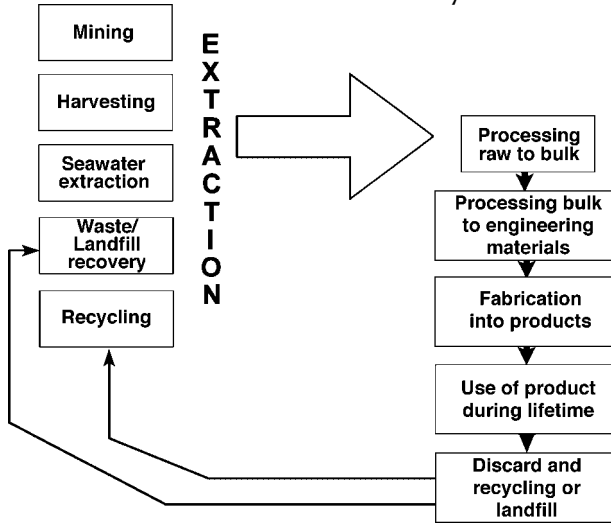 Mining
Harvesting
Seawater
extraction
Waste/
Landfill
recovery
Recycling
EXTRACTION
Processing
raw to bulk
Processing bulk
to engineering
materials
Fabrication
into products
Use of product
during lifetime
Discard and
recycling or
landfill